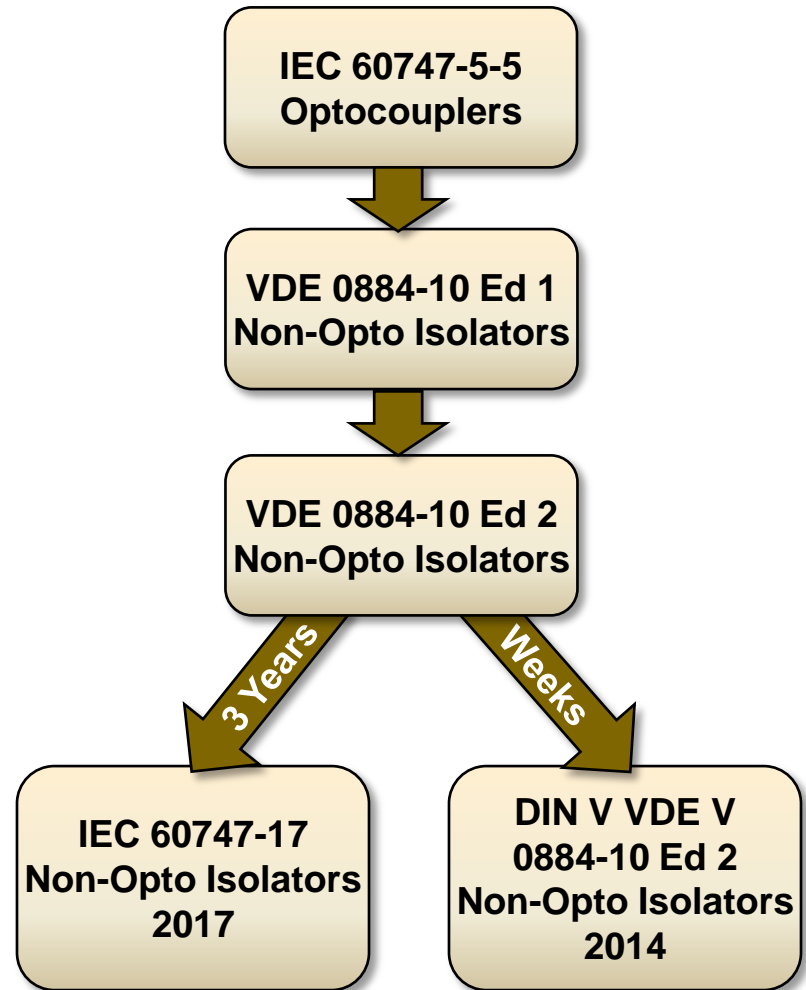 IEC 60747-5-5
Optocouplers
VDE 0884-10 Ed 1
Non-Opto Isolators
VDE 0884-10 Ed 2
Non-Opto Isolators
3 Years
Weeks
IEC 60747-17
Non-Opto Isolators
2017
DIN V VDE V
0884-10 Ed 2
Non-Opto Isolators
2014